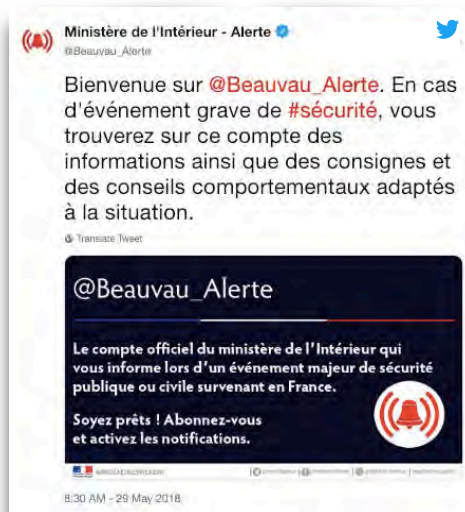 Ministère de l'Intérieur - Alerte
@Beauvau_Alerte
Bienvenue sur @Beauvau_Alerte. En cas
d'événement grave de #sécurité, vous
trouverez sur ce compte des
informations ainsi que des consignes et
des conseils comportementaux adaptés
à la situation.
Translate Tweet
@Beauvau_Alerte
Le compte officiel du ministère de l'Intérieur qui
vous informe lors d'un événement majeur de sécurité
publique ou civile survenant en France.
Soyez prêts ! Abonnez-vous
et activez les notifications.
8:30 AM - 29 May 2018